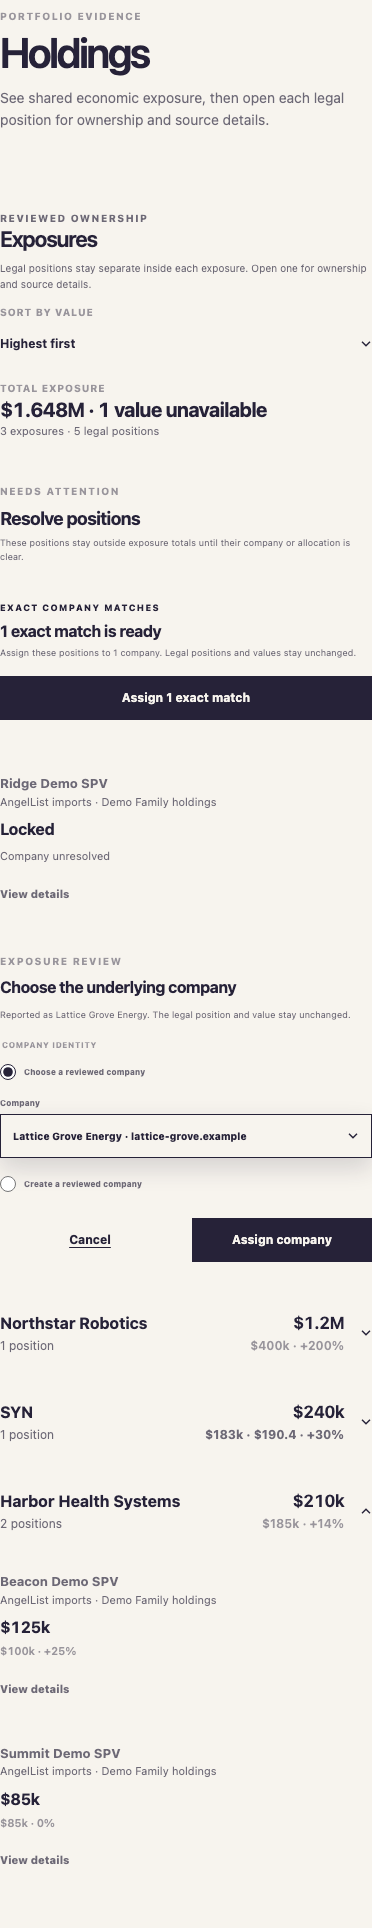 PORTFOLIO EVIDENCE
Holdings
See shared economic exposure, then open each legal
position for ownership and source details.
REVIEWED OWNERSHIP
Exposures
Legal positions stay separate inside each exposure. Open one for ownership
and source details.
SORT BY VALUE
Highest first
TOTAL EXPOSURE
$1.648M · 1 value unavailable
3 exposures · 5 legal positions
NEEDS ATTENTION
Resolve positions
These positions stay outside exposure totals until their company or allocation is
clear.
EXACT COMPANY MATCHES
1 exact match is ready
Assign these positions to 1 company. Legal positions and values stay unchanged.
Assign 1 exact match
Ridge Demo SPV
AngelList imports · Demo Family holdings
Locked
Company unresolved
View details
EXPOSURE REVIEW
Choose the underlying company
Reported as Lattice Grove Energy. The legal position and value stay unchanged.
COMPANY IDENTITY
Choose a reviewed company
Company
Lattice Grove Energy · lattice-grove.example
Create a reviewed company
Cancel Assign company
Northstar Robotics $1.2M
1 position $400k · +200%
SYN $240k
1 position $183k · $190.4 · +30%
Harbor Health Systems $210k
2 positions $185k · +14%
Beacon Demo SPV
AngelList imports · Demo Family holdings
$125k
$100k · +25%
View details
Summit Demo SPV
AngelList imports · Demo Family holdings
$85k
$85k · 0%
View details